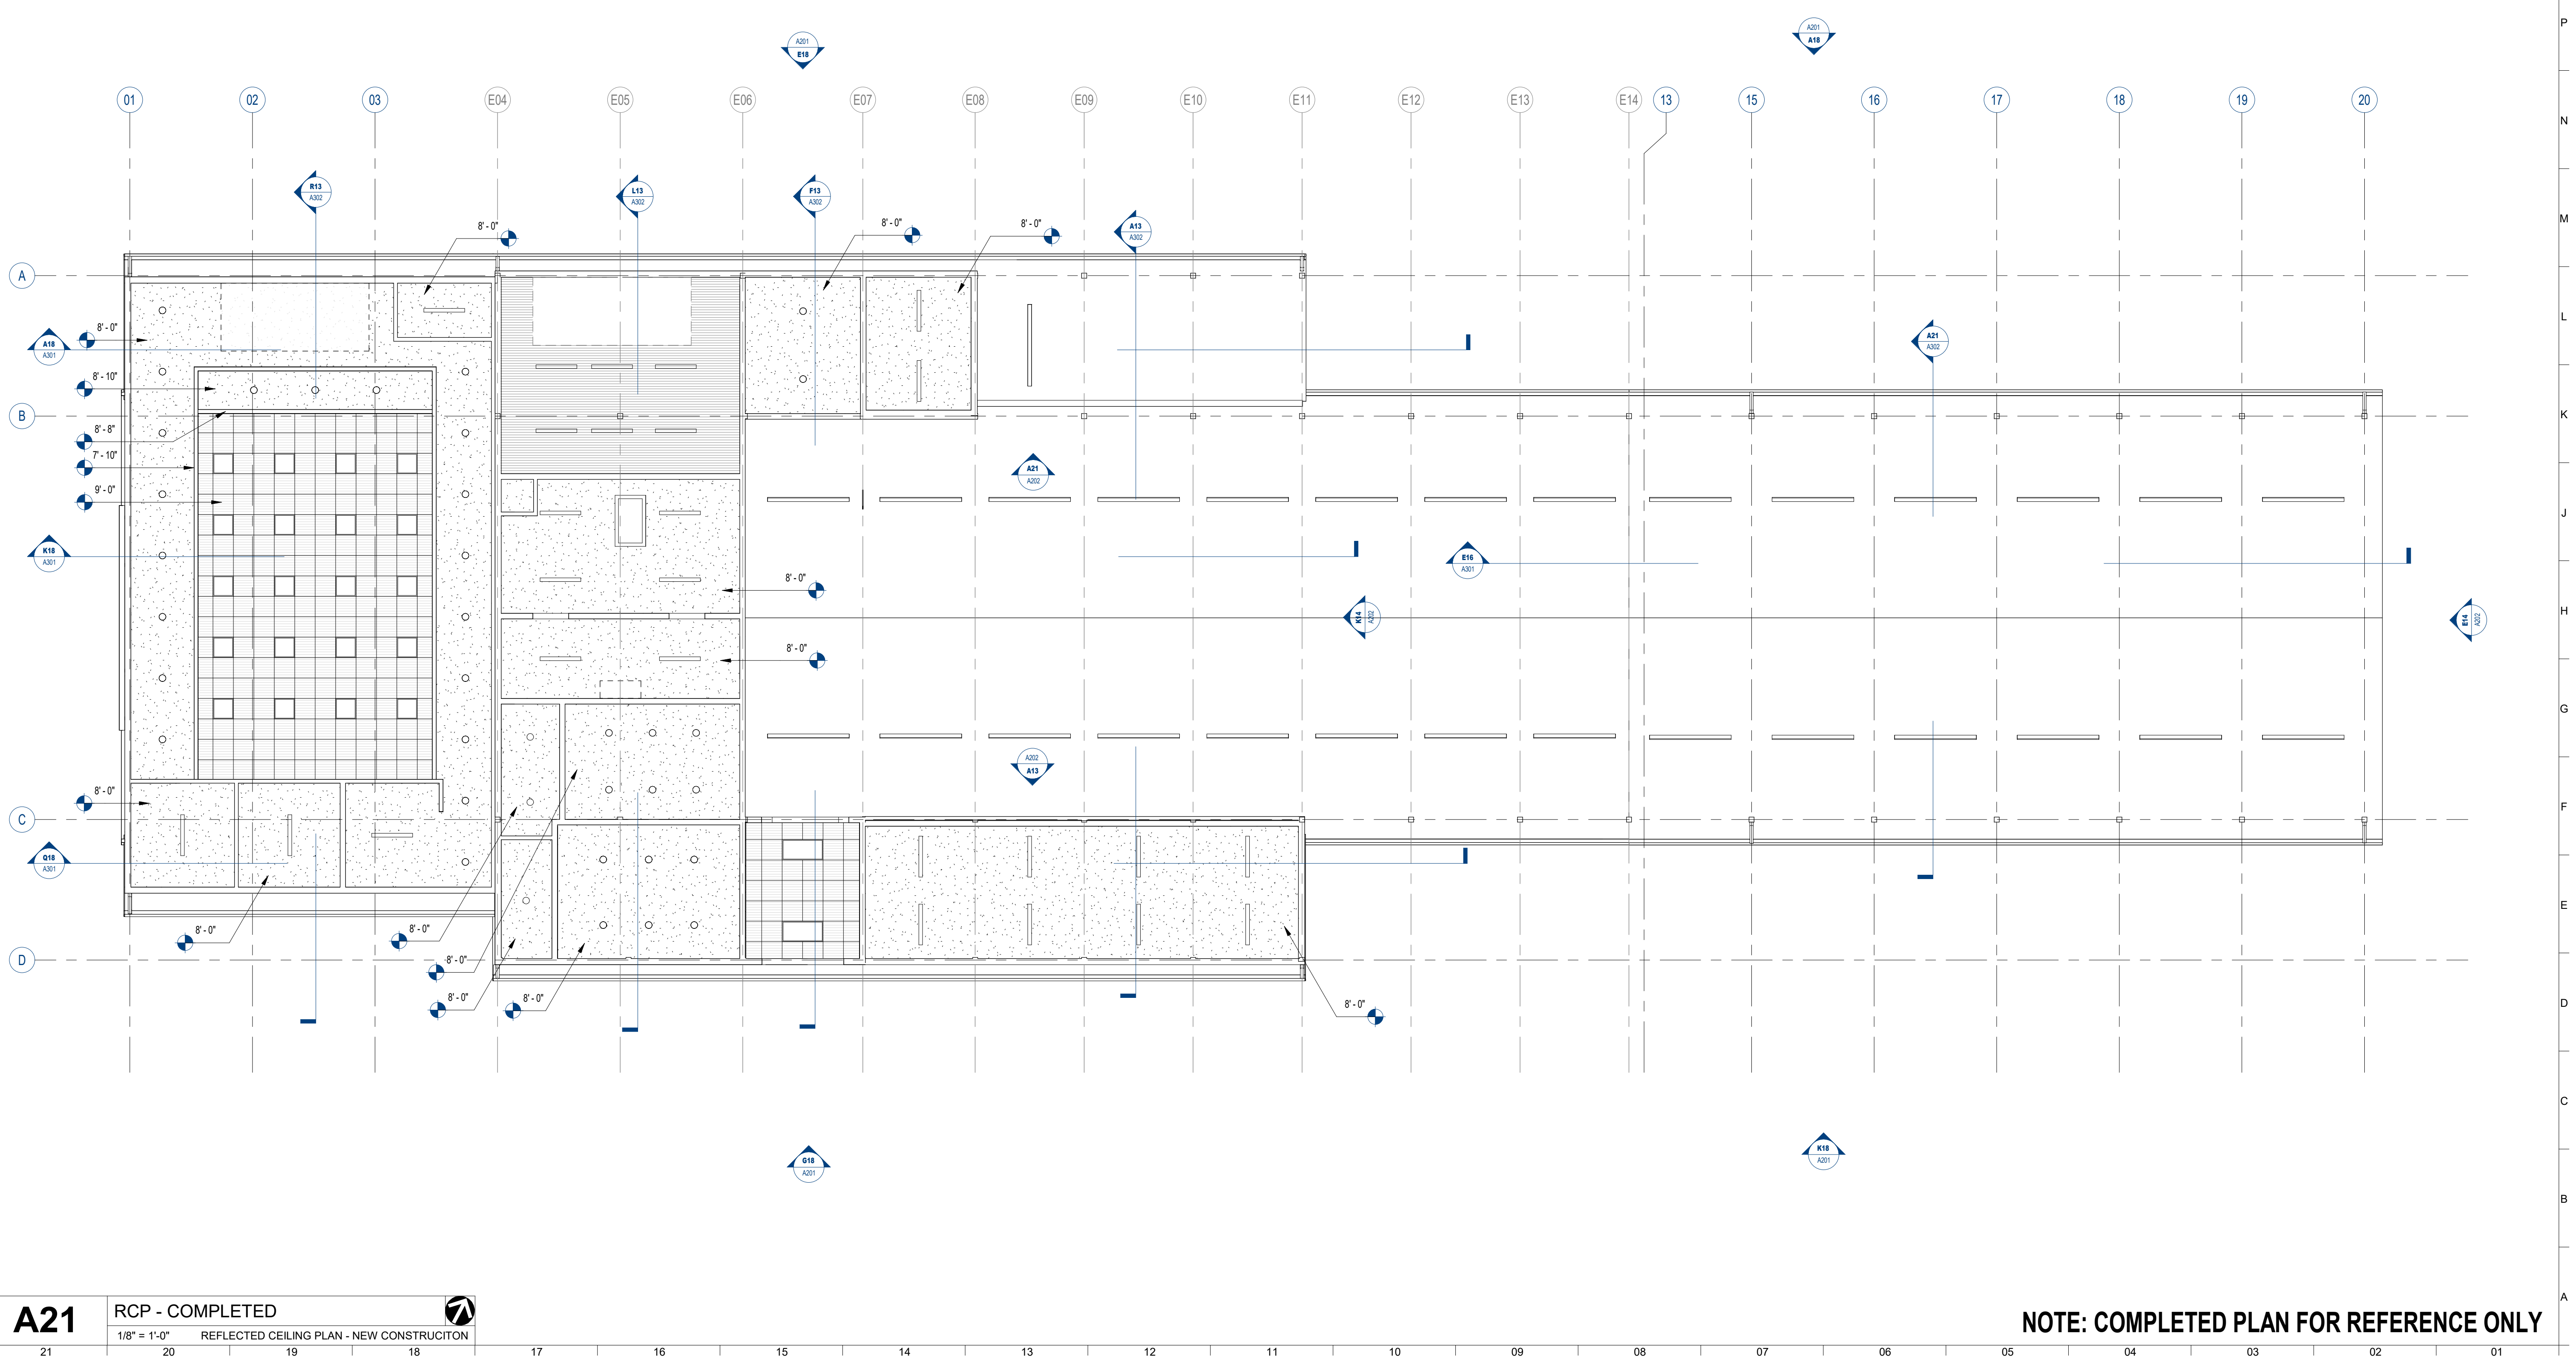 A201
E18
A201
A18
P
01
02
03
E04
E05
E06
E07
E08
E09
E10
E11
E12
E13
E14
13
15
16
17
18
19
20
N
R13
A302
L13
A302
F13
A302
A13
A302
M
8' - 0"
8' - 0"
8' - 0"
A
L
8' - 0"
A18
A301
A21
A302
8' - 10"
B
K
8' - 8"
7' - 10"
9' - 0"
A21
A202
J
K18
A301
E16
A301
8' - 0"
K14
A202
E14
A202
H
8' - 0"
G
A202
A13
8' - 0"
C
F
Q18
A301
8' - 0"
8' - 0"
E
D
8' - 0"
8' - 0"
8' - 0"
8' - 0"
D
C
G18
A201
K18
A201
B
A
A21
RCP - COMPLETED
1/8" = 1'-0"
REFLECTED CEILING PLAN - NEW CONSTRUCITON
NOTE: COMPLETED PLAN FOR REFERENCE ONLY
21
20
19
18
17
16
15
14
13
12
11
10
09
08
07
06
05
04
03
02
01